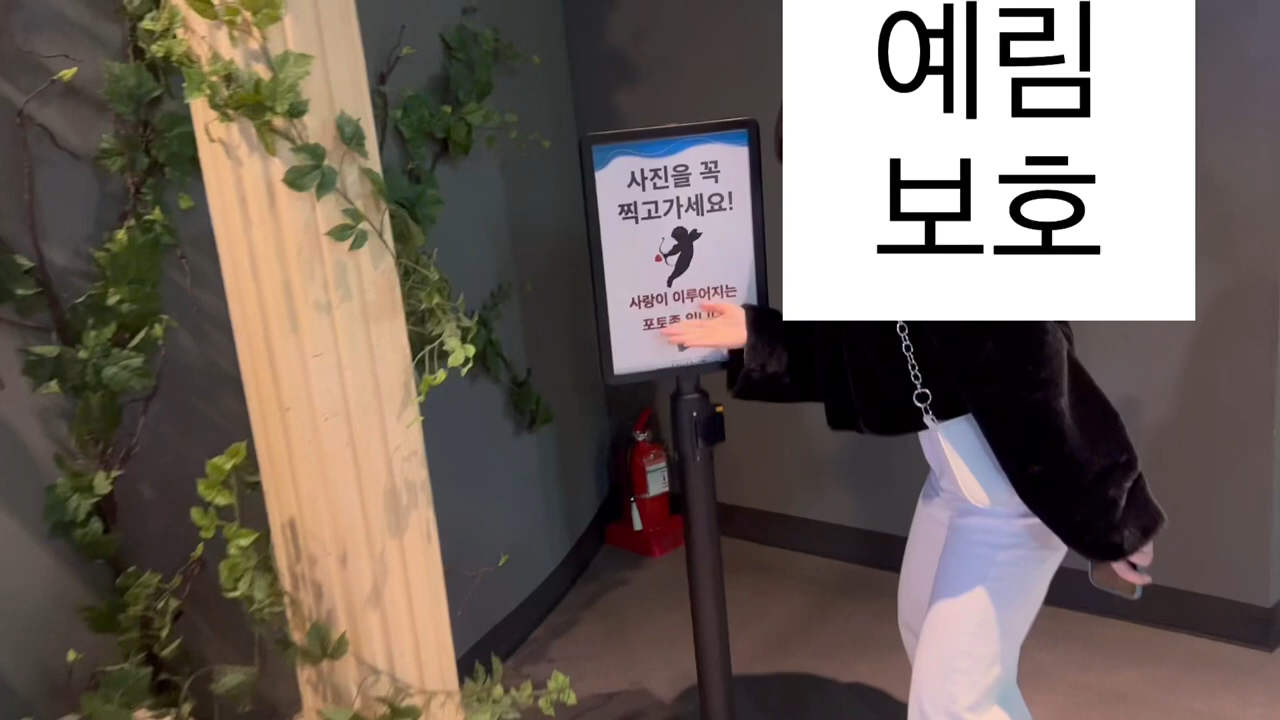 예림
보호
사진을 꼭
찍고가세요!
사랑이 이루어지는
포토존